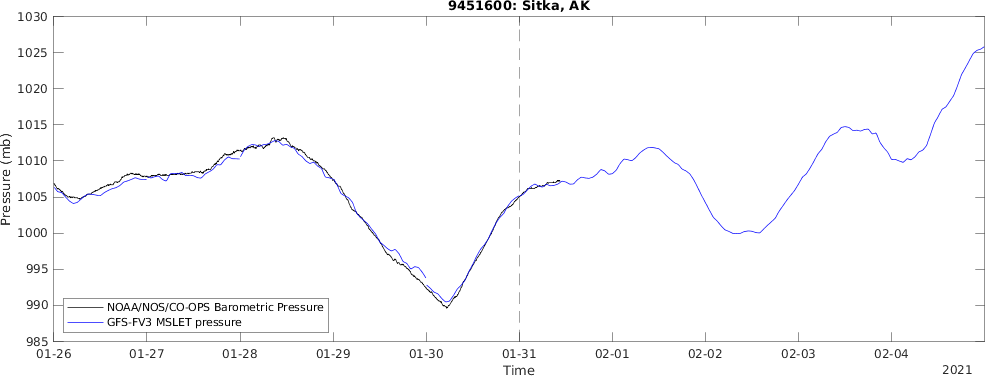 9451600: Sitka, AK
Pressure (mb)
1030
1025
1020
1015
1010
1005
1000
995
990
985
NOAA/NOS/CO-OPS Barometric Pressure
GFS-FV3 MSLET pressure
01-26 01-27 01-28 01-29 01-30 01-31 02-01 02-02 02-03 02-04
Time
2021